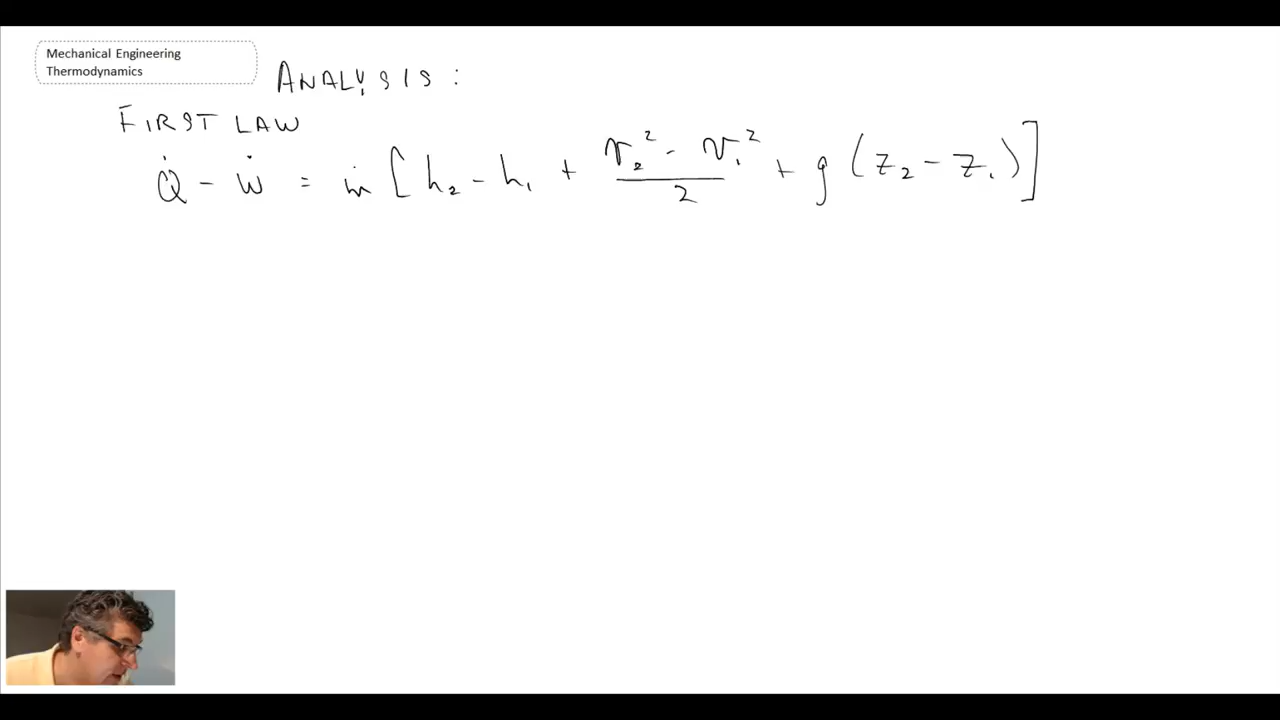 Mechanical Engineering
Thermodynamics
ANALYSIS :
FIRST LAW
Q̇ - Ẇ = ṁ [ h₂ - h₁ + (V₂² - V₁²)/2 + g (z₂ - z₁) ]